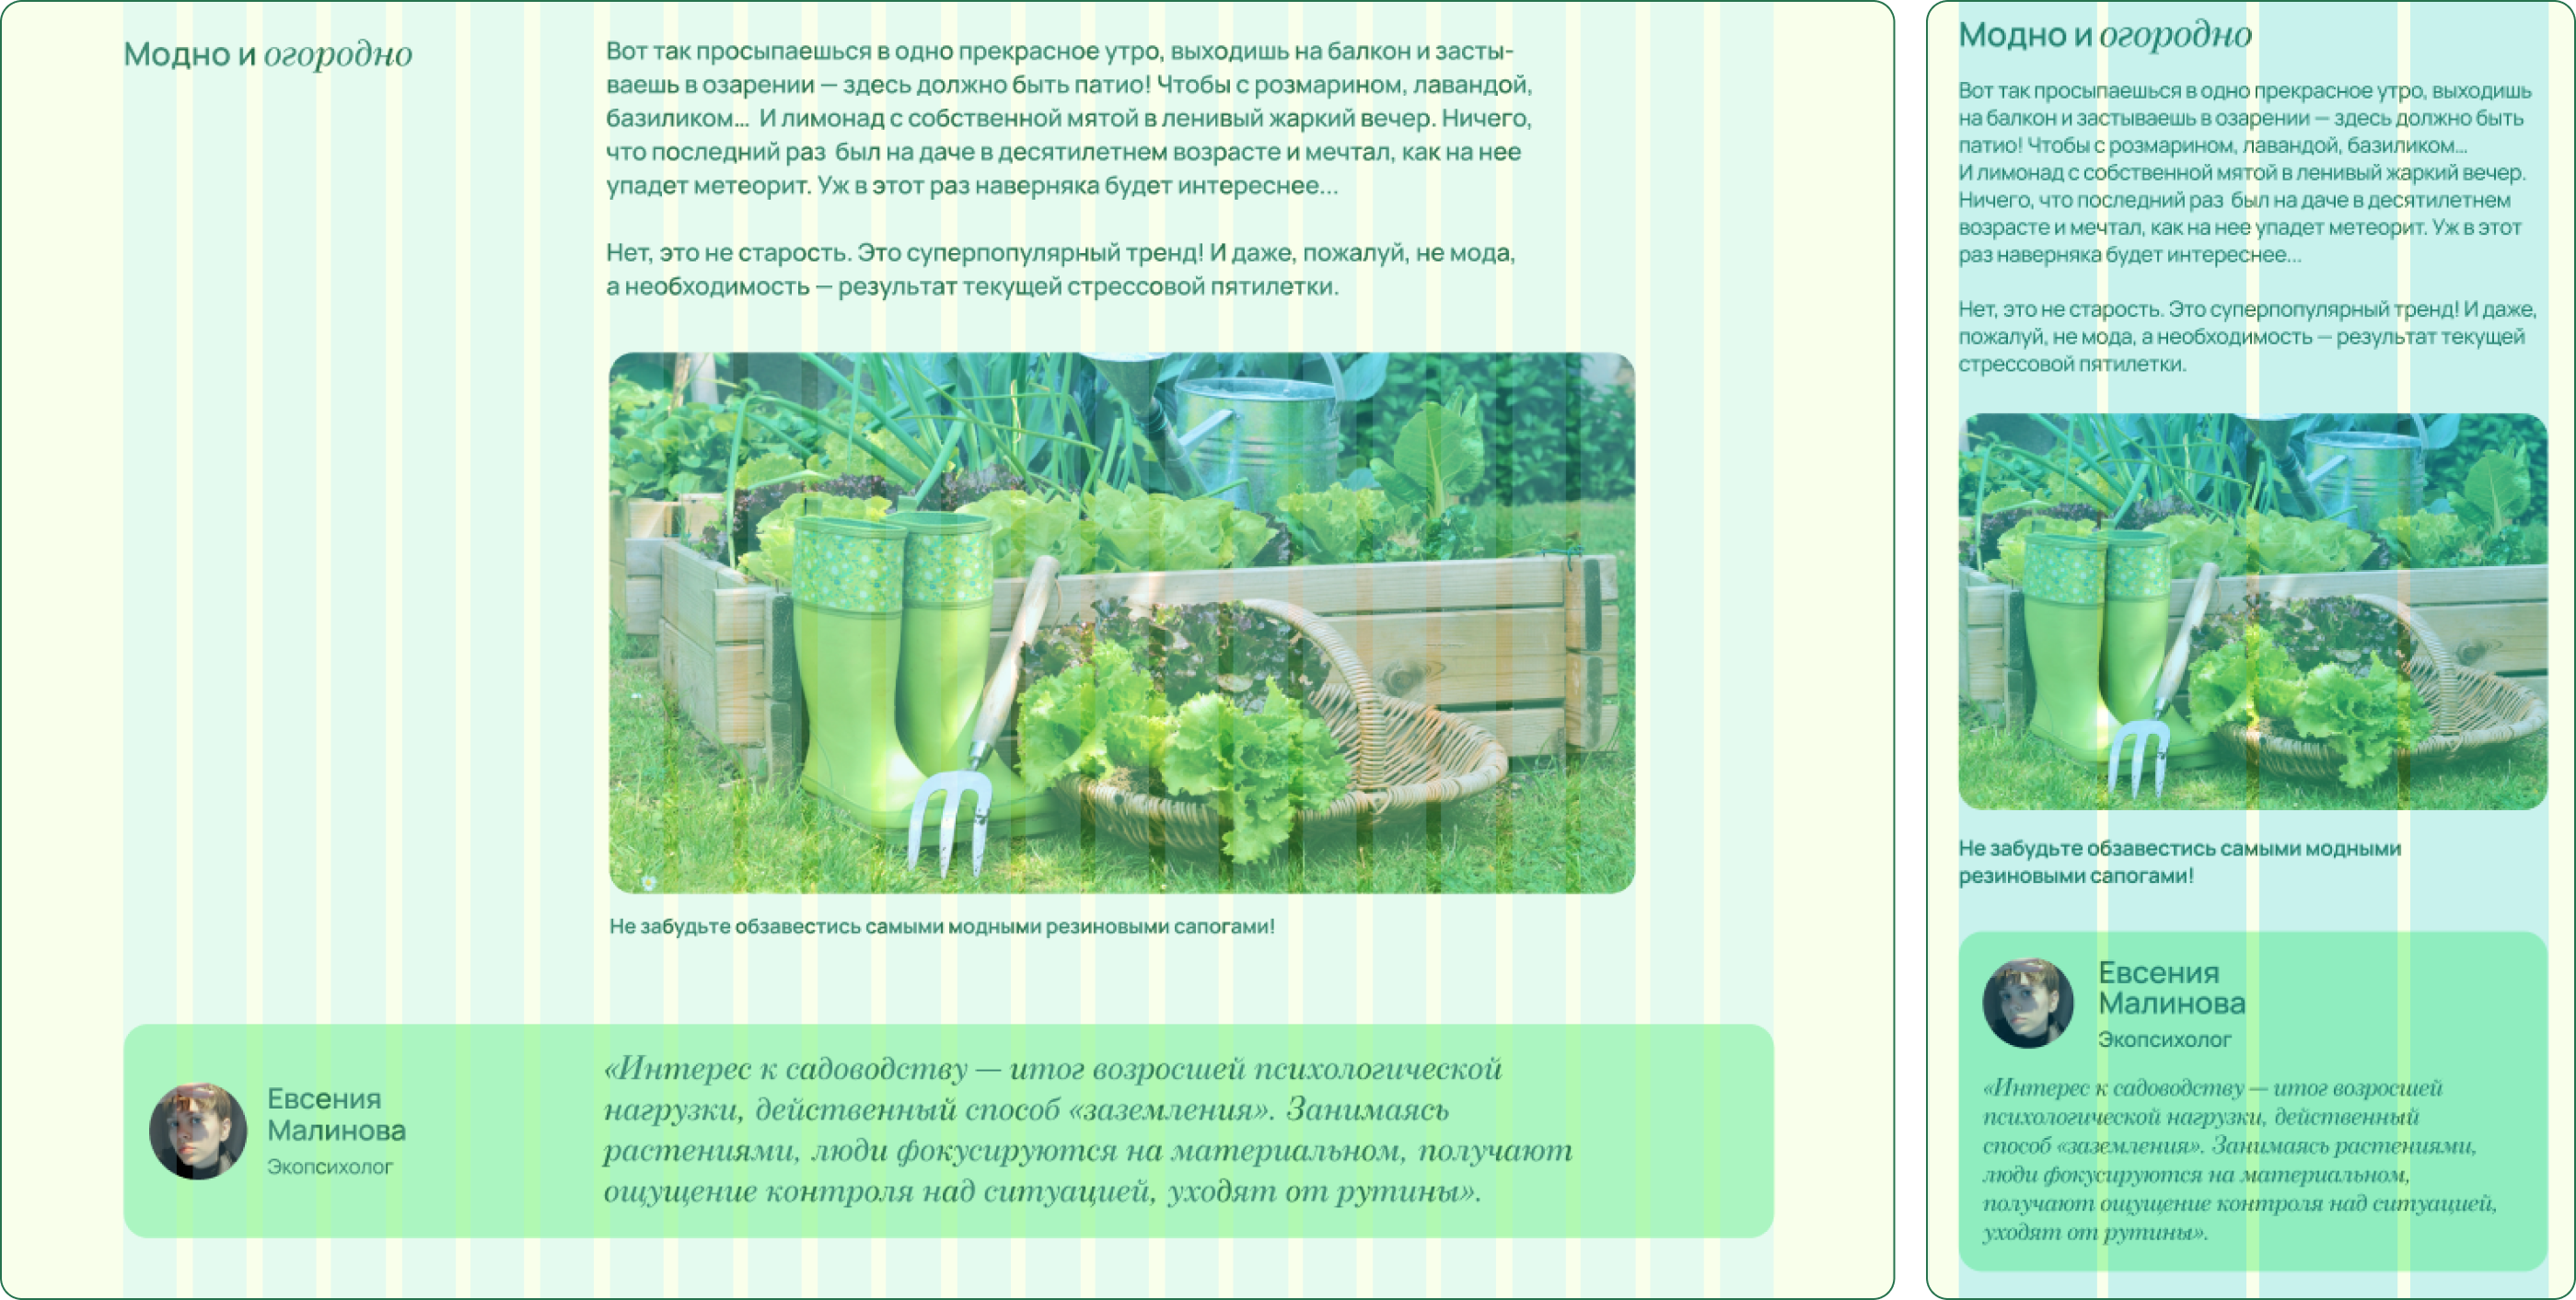 Модно и огородно
Вот так просыпаешься в одно прекрасное утро, выходишь на балкон и засты-
ваешь в озарении — здесь должно быть патио! Чтобы с розмарином, лавандой,
базиликом... И лимонад с собственной мятой в ленивый жаркий вечер. Ничего,
что последний раз был на даче в десятилетнем возрасте и мечтал, как на нее
упадет метеорит. Уж в этот раз наверняка будет интереснее...
Нет, это не старость. Это суперпопулярный тренд! И даже, пожалуй, не мода,
а необходимость — результат текущей стрессовой пятилетки.
Не забудьте обзавестись самыми модными резиновыми сапогами!
Евсения
Малинова
Экопсихолог
«Интерес к садоводству — итог возросшей психологической
нагрузки, действенный способ «заземления». Занимаясь
растениями, люди фокусируются на материальном, получают
ощущение контроля над ситуацией, уходят от рутины».
Модно и огородно
Вот так просыпаешься в одно прекрасное утро, выходишь
на балкон и застываешь в озарении — здесь должно быть
патио! Чтобы с розмарином, лавандой, базиликом...
И лимонад с собственной мятой в ленивый жаркий вечер.
Ничего, что последний раз был на даче в десятилетнем
возрасте и мечтал, как на нее упадет метеорит. Уж в этот
раз наверняка будет интереснее...
Нет, это не старость. Это суперпопулярный тренд! И даже,
пожалуй, не мода, а необходимость — результат текущей
стрессовой пятилетки.
Не забудьте обзавестись самыми модными
резиновыми сапогами!
Евсения
Малинова
Экопсихолог
«Интерес к садоводству — итог возросшей
психологической нагрузки, действенный
способ «заземления». Занимаясь растениями,
люди фокусируются на материальном,
получают ощущение контроля над ситуацией,
уходят от рутины».